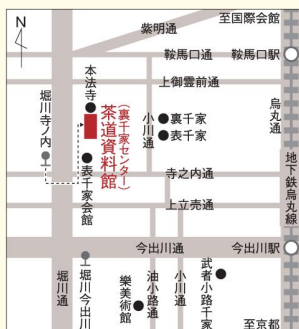 N
至国際会館
紫明通
鞍馬口通
鞍馬口駅
上御霊前通
本法寺
堀川寺ノ内
茶道資料館
(裏千家センター)
小川通
裏千家
表千家
烏丸通
地下鉄烏丸線
表千家会館
寺之内通
上立売通
今出川通
今出川駅
堀川通
堀川今出川
樂美術館
油小路通
小川通
武者小路千家
至京都